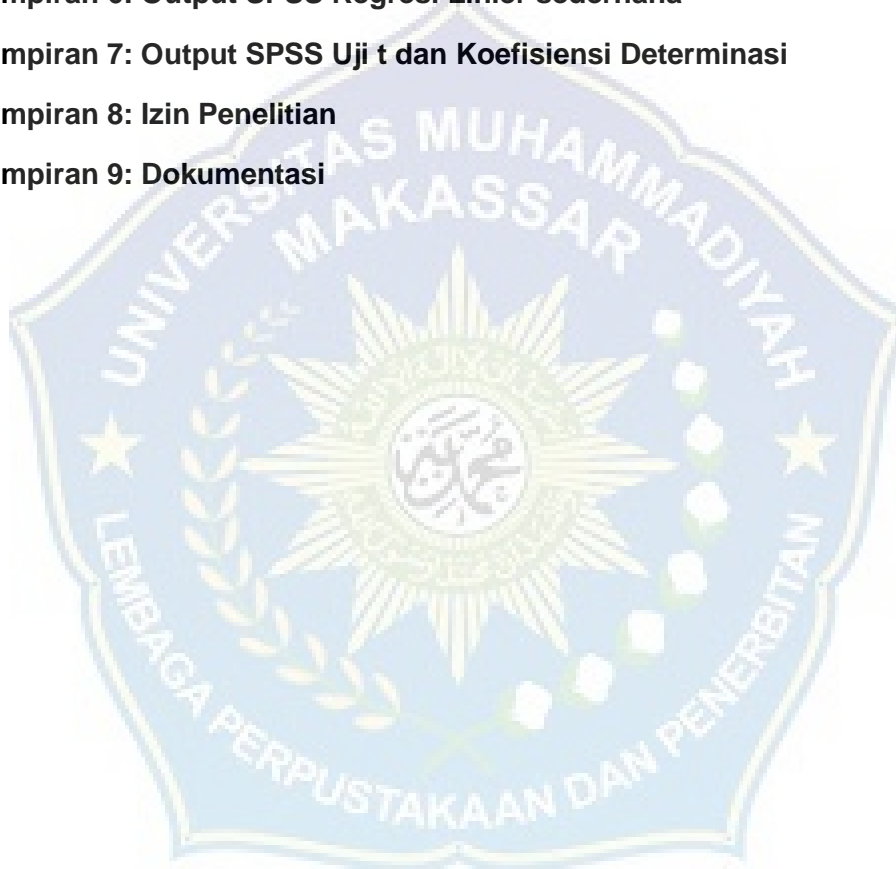 mpiran 7: Output SPSS Uji t dan Koefisiensi Determinasi
mpiran 8: Izin Penelitian
mpiran 9: Dokumentasi
UNIVERSITAS MUHAMMADIYAH
MAKASSAR
LEMBAGA PERPUSTAKAAN DAN PENERBITAN